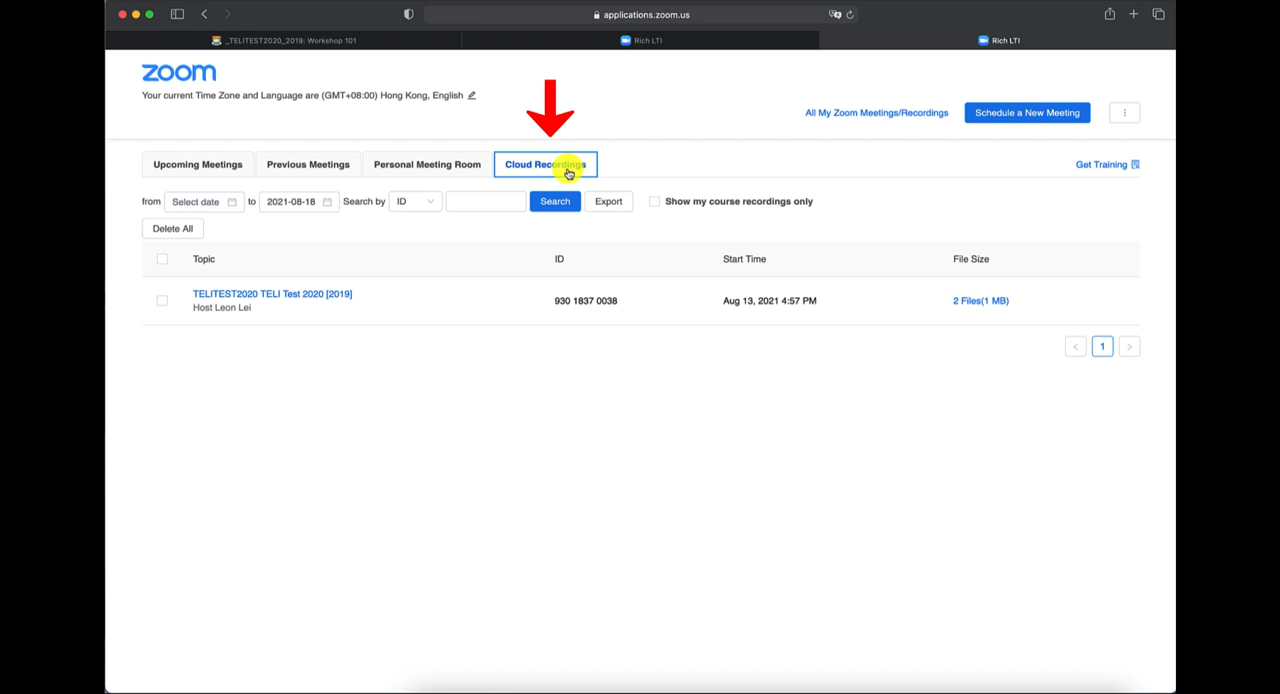 applications.zoom.us
_TELITEST2020_2019: Workshop 101
Rich LTI
Rich LTI
zoom
Your current Time Zone and Language are (GMT+08:00) Hong Kong, English
All My Zoom Meetings/Recordings
Schedule a New Meeting
Upcoming Meetings
Previous Meetings
Personal Meeting Room
Cloud Recordings
Get Training
from Select date to 2021-08-18 Search by ID Search Export Show my course recordings only
Delete All
Topic ID Start Time File Size
TELITEST2020 TELI Test 2020 [2019] 930 1837 0038 Aug 13, 2021 4:57 PM 2 Files(1 MB)
Host Leon Lei
< 1 >